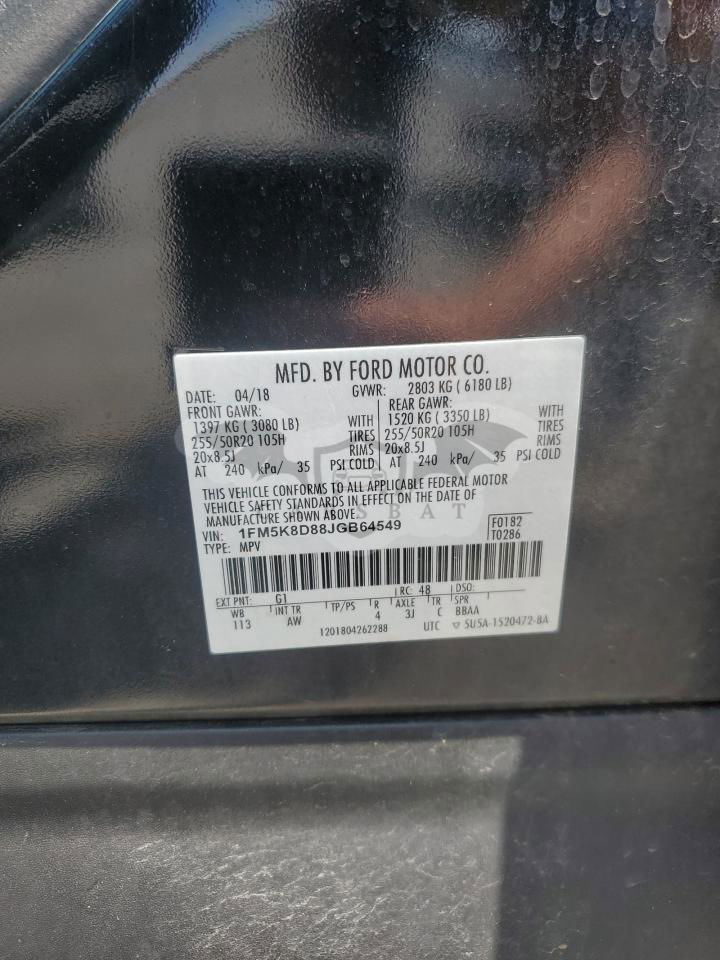 MFD. BY FORD MOTOR CO.
DATE: 04/18 GVWR: 2803 KG ( 6180 LB)
FRONT GAWR: REAR GAWR:
1397 KG ( 3080 LB) WITH 1520 KG ( 3350 LB) WITH
255/50R20 105H TIRES 255/50R20 105H TIRES
20x8.5J RIMS 20x8.5J RIMS
AT 240 kPa/ 35 PSI COLD AT 240 kPa/ 35 PSI COLD
THIS VEHICLE CONFORMS TO ALL APPLICABLE FEDERAL MOTOR
VEHICLE SAFETY STANDARDS IN EFFECT ON THE DATE OF
MANUFACTURE SHOWN ABOVE.
VIN: 1FM5K8D88JGB64549 F0182
TYPE: MPV T0286
EXT PNT: G1 RC: 48 DSO:
WB INT TR TP/PS R AXLE TR SPR
113 AW 4 3J C BBAA
1201804262288 UTC ▽ 5U5A-1520472-BA